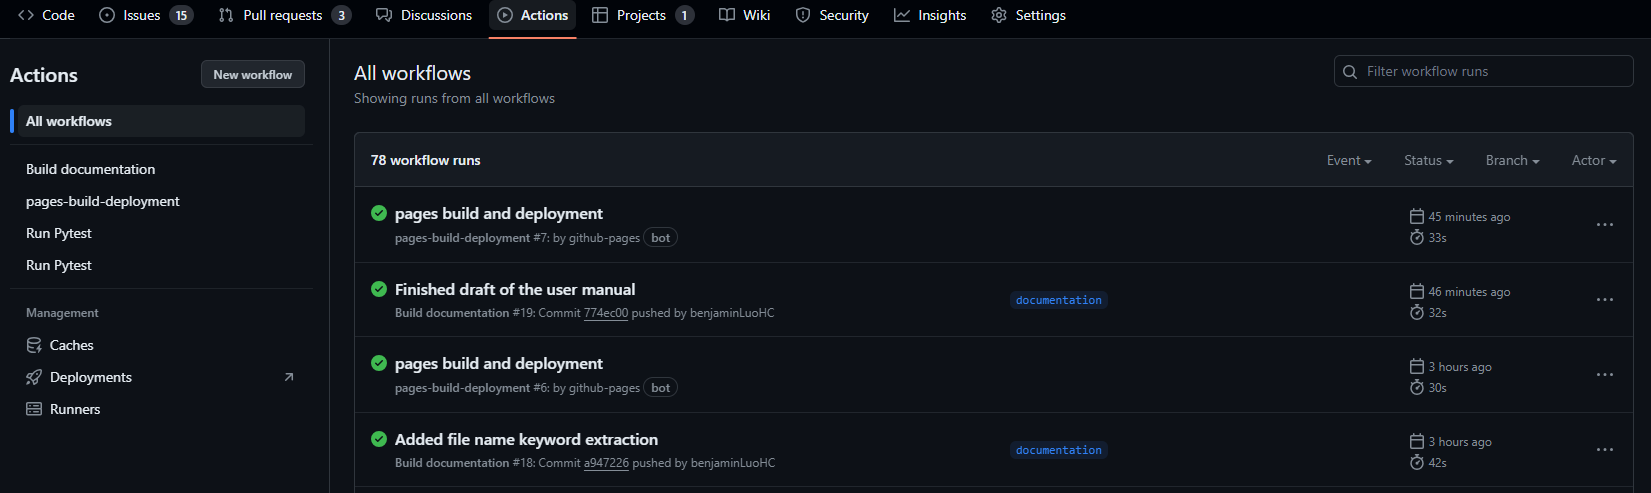 Code Issues 15 Pull requests 3 Discussions Actions Projects 1 Wiki Security Insights Settings
Actions New workflow
All workflows
Build documentation
pages-build-deployment
Run Pytest
Run Pytest
Management
Caches
Deployments
Runners
All workflows
Showing runs from all workflows
Filter workflow runs
78 workflow runs Event Status Branch Actor
pages build and deployment
pages-build-deployment #7: by github-pages bot
45 minutes ago
33s
Finished draft of the user manual
Build documentation #19: Commit 774ec00 pushed by benjaminLuoHC
documentation
46 minutes ago
32s
pages build and deployment
pages-build-deployment #6: by github-pages bot
3 hours ago
30s
Added file name keyword extraction
Build documentation #18: Commit a947226 pushed by benjaminLuoHC
documentation
3 hours ago
42s